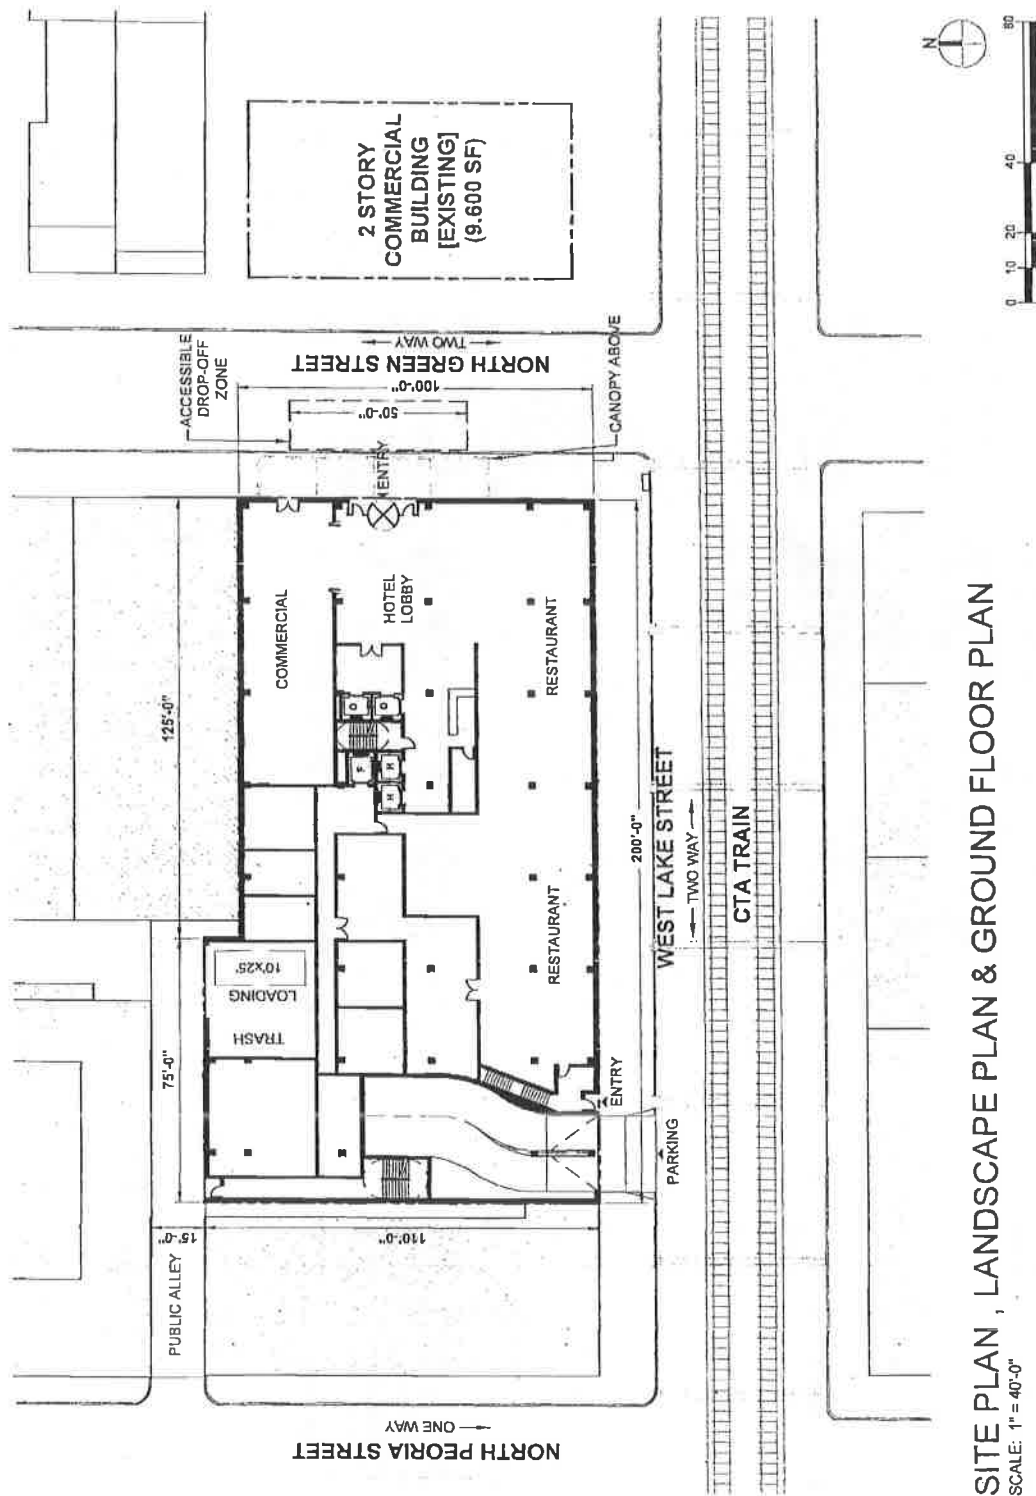 N
2 STORY
COMMERCIAL
BUILDING
[EXISTING]
(9.600 SF)
ACCESSIBLE
DROP-OFF
ZONE
NORTH GREEN STREET
TWO WAY
100'-0"
50'-0"
CANOPY ABOVE
ENTRY
125'-0"
COMMERCIAL
HOTEL
LOBBY
RESTAURANT
F
H
H
75'-0"
10'x25'
LOADING
TRASH
RESTAURANT
200'-0"
WEST LAKE STREET
TWO WAY
CTA TRAIN
ENTRY
PARKING
15'-0"
110'-0"
PUBLIC ALLEY
ONE WAY
NORTH PEORIA STREET
SITE PLAN , LANDSCAPE PLAN & GROUND FLOOR PLAN
SCALE: 1" = 40'-0"
0 10 20 40 80